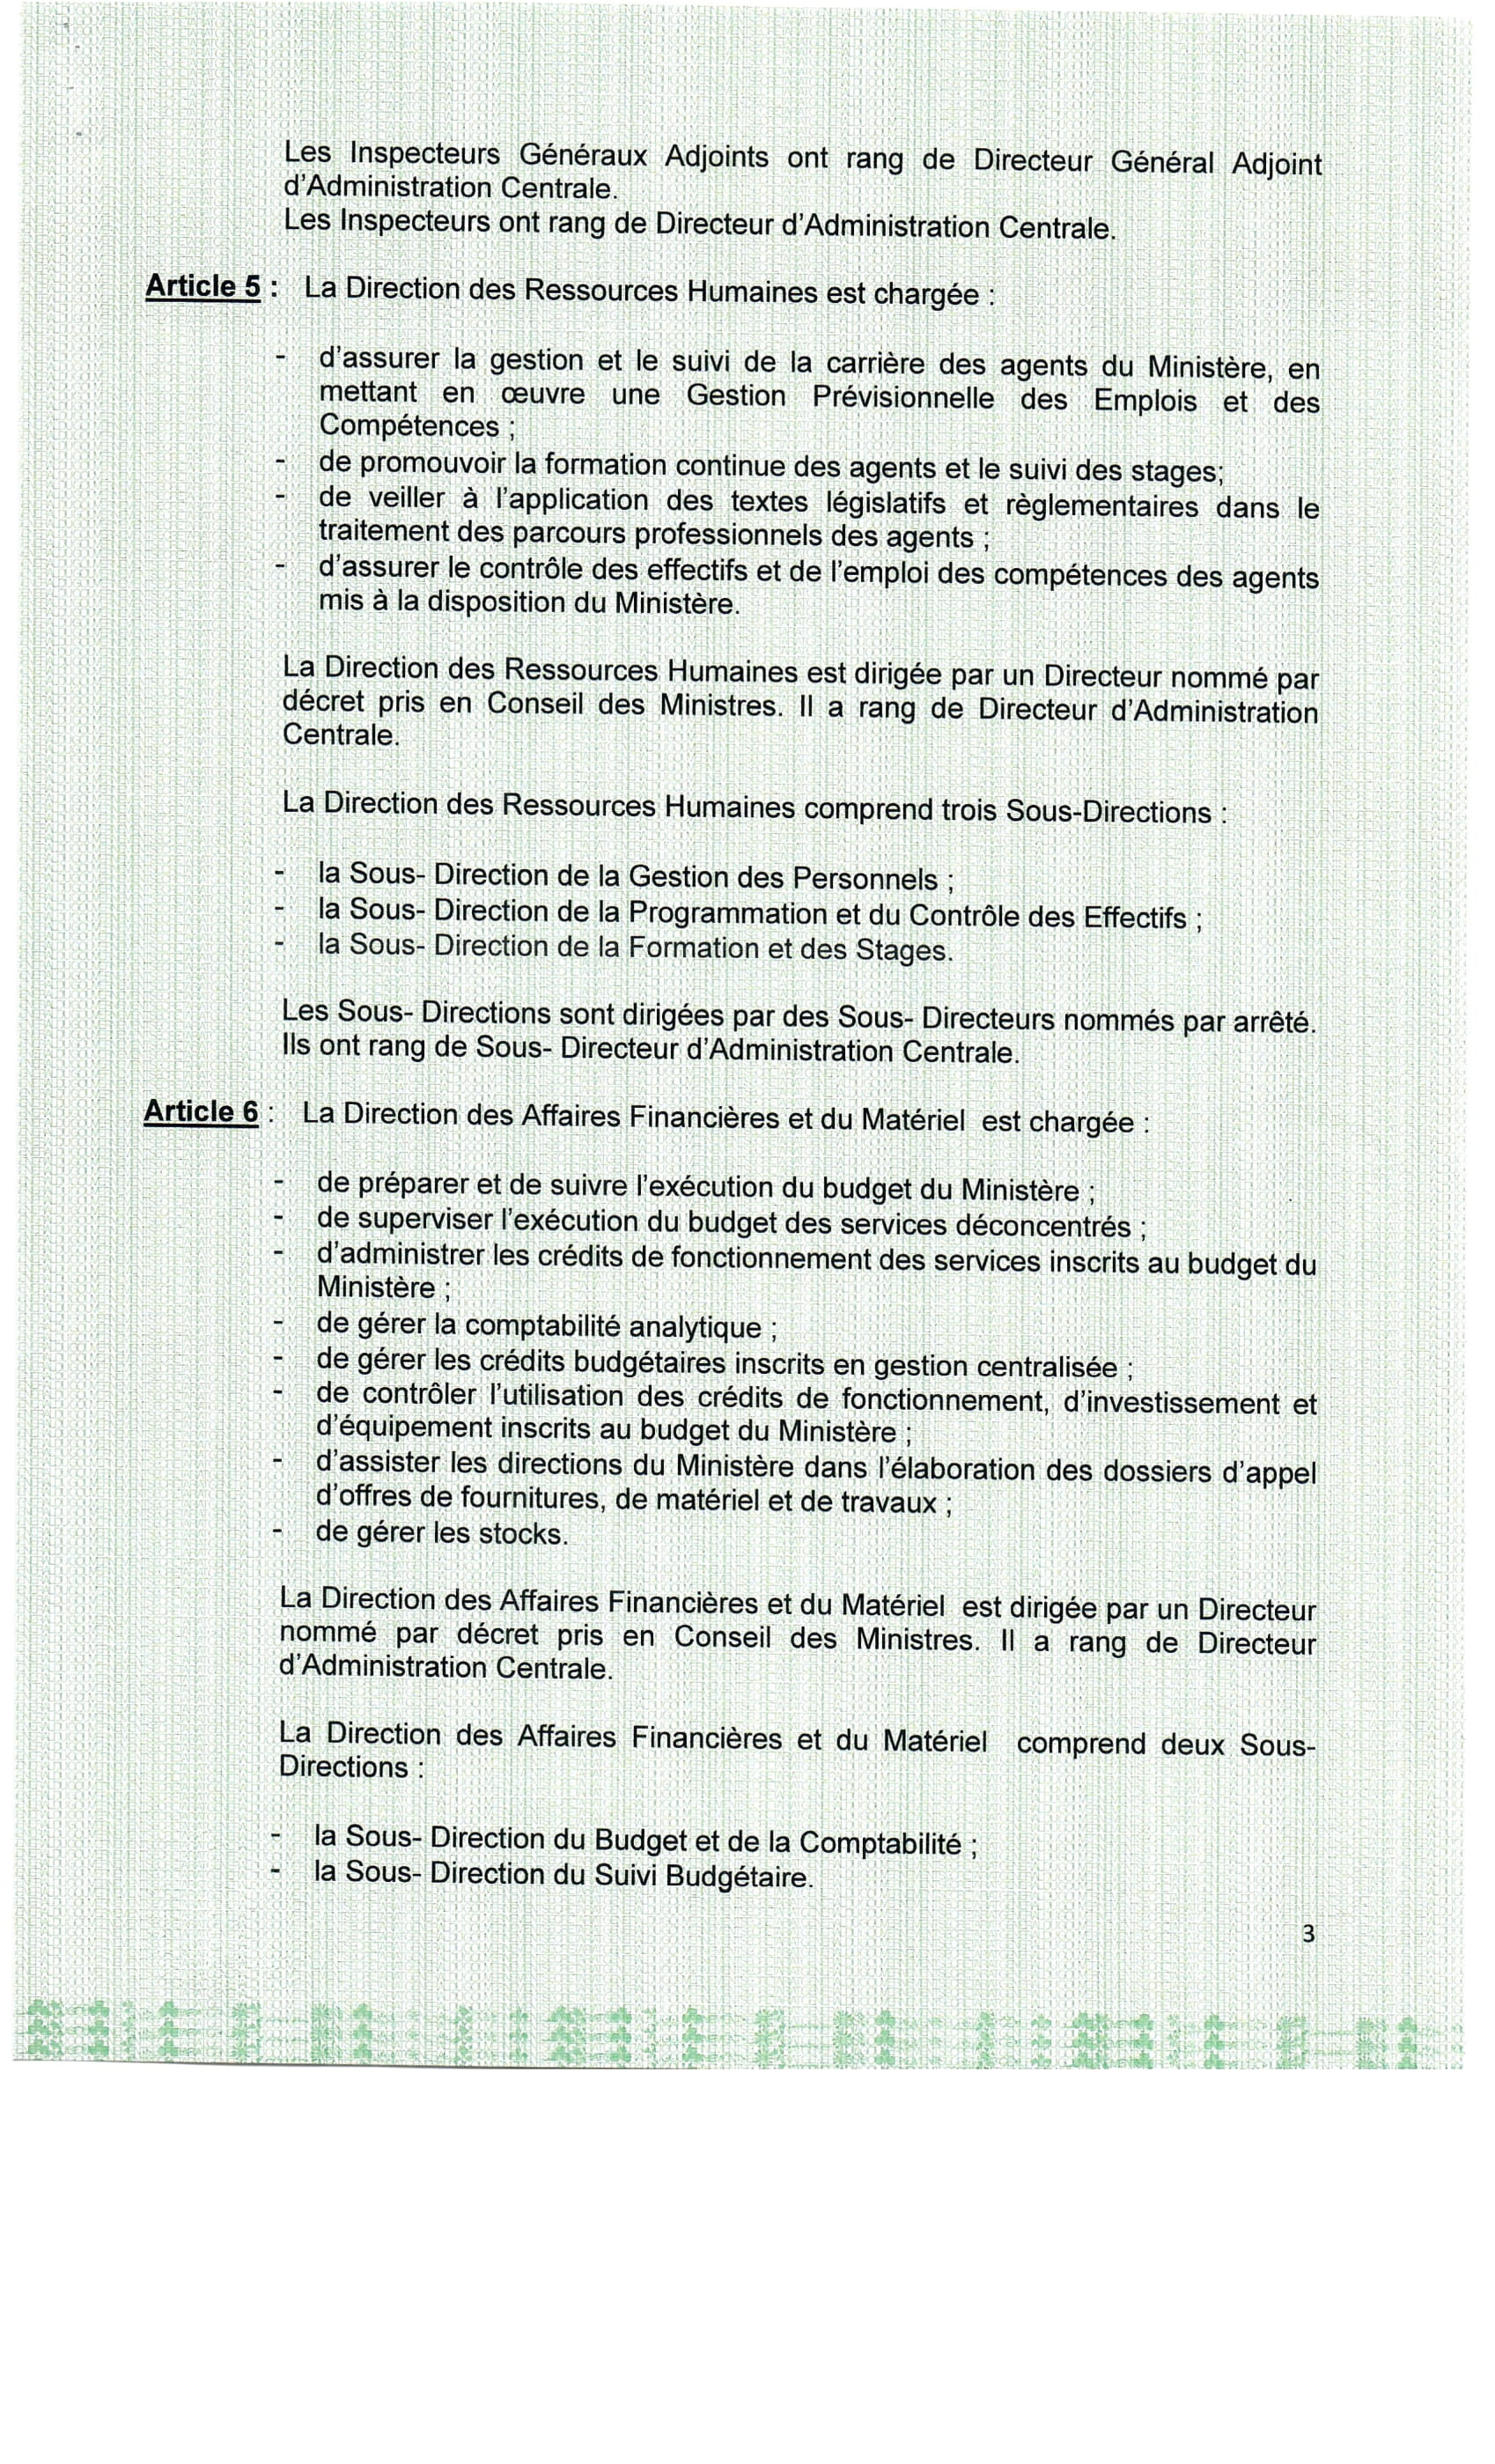 Les Inspecteurs Généraux Adjoints ont rang de Directeur Général Adjoint
d'Administration Centrale.
Les Inspecteurs ont rang de Directeur d'Administration Centrale.
Article 5 : La Direction des Ressources Humaines est chargée :
- d'assurer la gestion et le suivi de la carrière des agents du Ministère, en
mettant en œuvre une Gestion Prévisionnelle des Emplois et des
Compétences ;
- de promouvoir la formation continue des agents et le suivi des stages;
- de veiller à l'application des textes législatifs et règlementaires dans le
traitement des parcours professionnels des agents ;
- d'assurer le contrôle des effectifs et de l'emploi des compétences des agents
mis à la disposition du Ministère.
La Direction des Ressources Humaines est dirigée par un Directeur nommé par
décret pris en Conseil des Ministres. Il a rang de Directeur d'Administration
Centrale.
La Direction des Ressources Humaines comprend trois Sous-Directions :
- la Sous- Direction de la Gestion des Personnels ;
- la Sous- Direction de la Programmation et du Contrôle des Effectifs ;
- la Sous- Direction de la Formation et des Stages.
Les Sous- Directions sont dirigées par des Sous- Directeurs nommés par arrêté.
Ils ont rang de Sous- Directeur d'Administration Centrale.
Article 6 : La Direction des Affaires Financières et du Matériel est chargée :
- de préparer et de suivre l'exécution du budget du Ministère ;
- de superviser l'exécution du budget des services déconcentrés ;
- d'administrer les crédits de fonctionnement des services inscrits au budget du
Ministère ;
- de gérer la comptabilité analytique ;
- de gérer les crédits budgétaires inscrits en gestion centralisée ;
- de contrôler l'utilisation des crédits de fonctionnement, d'investissement et
d'équipement inscrits au budget du Ministère ;
- d'assister les directions du Ministère dans l'élaboration des dossiers d'appel
d'offres de fournitures, de matériel et de travaux ;
- de gérer les stocks.
La Direction des Affaires Financières et du Matériel est dirigée par un Directeur
nommé par décret pris en Conseil des Ministres. Il a rang de Directeur
d'Administration Centrale.
La Direction des Affaires Financières et du Matériel comprend deux Sous-
Directions :
- la Sous- Direction du Budget et de la Comptabilité ;
- la Sous- Direction du Suivi Budgétaire.
3